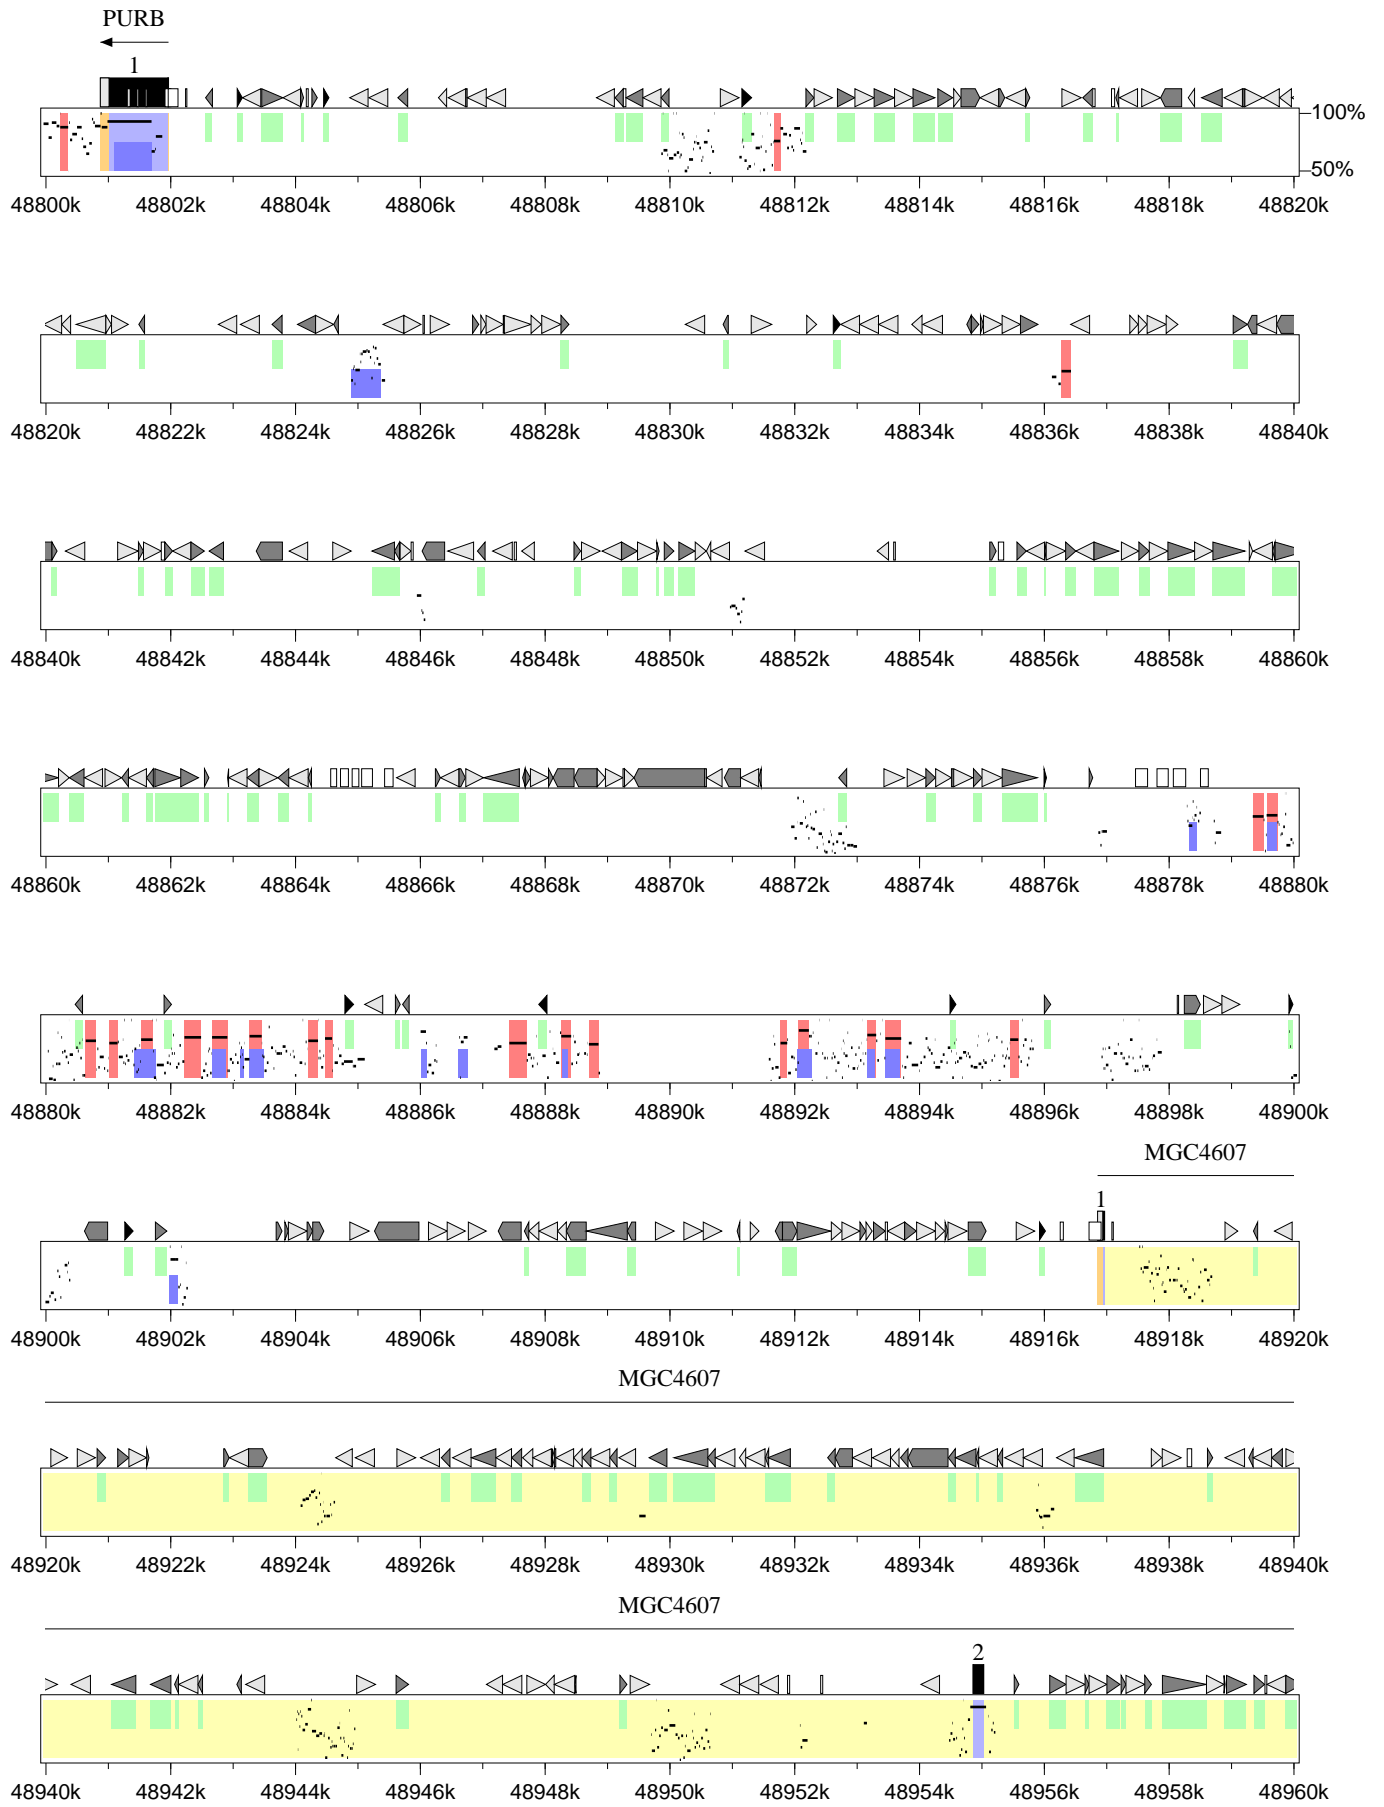 PURB
1
100%
50%
48800k 48802k 48804k 48806k 48808k 48810k 48812k 48814k 48816k 48818k 48820k
48820k 48822k 48824k 48826k 48828k 48830k 48832k 48834k 48836k 48838k 48840k
48840k 48842k 48844k 48846k 48848k 48850k 48852k 48854k 48856k 48858k 48860k
48860k 48862k 48864k 48866k 48868k 48870k 48872k 48874k 48876k 48878k 48880k
48880k 48882k 48884k 48886k 48888k 48890k 48892k 48894k 48896k 48898k 48900k
MGC4607
1
48900k 48902k 48904k 48906k 48908k 48910k 48912k 48914k 48916k 48918k 48920k
MGC4607
48920k 48922k 48924k 48926k 48928k 48930k 48932k 48934k 48936k 48938k 48940k
MGC4607
2
48940k 48942k 48944k 48946k 48948k 48950k 48952k 48954k 48956k 48958k 48960k